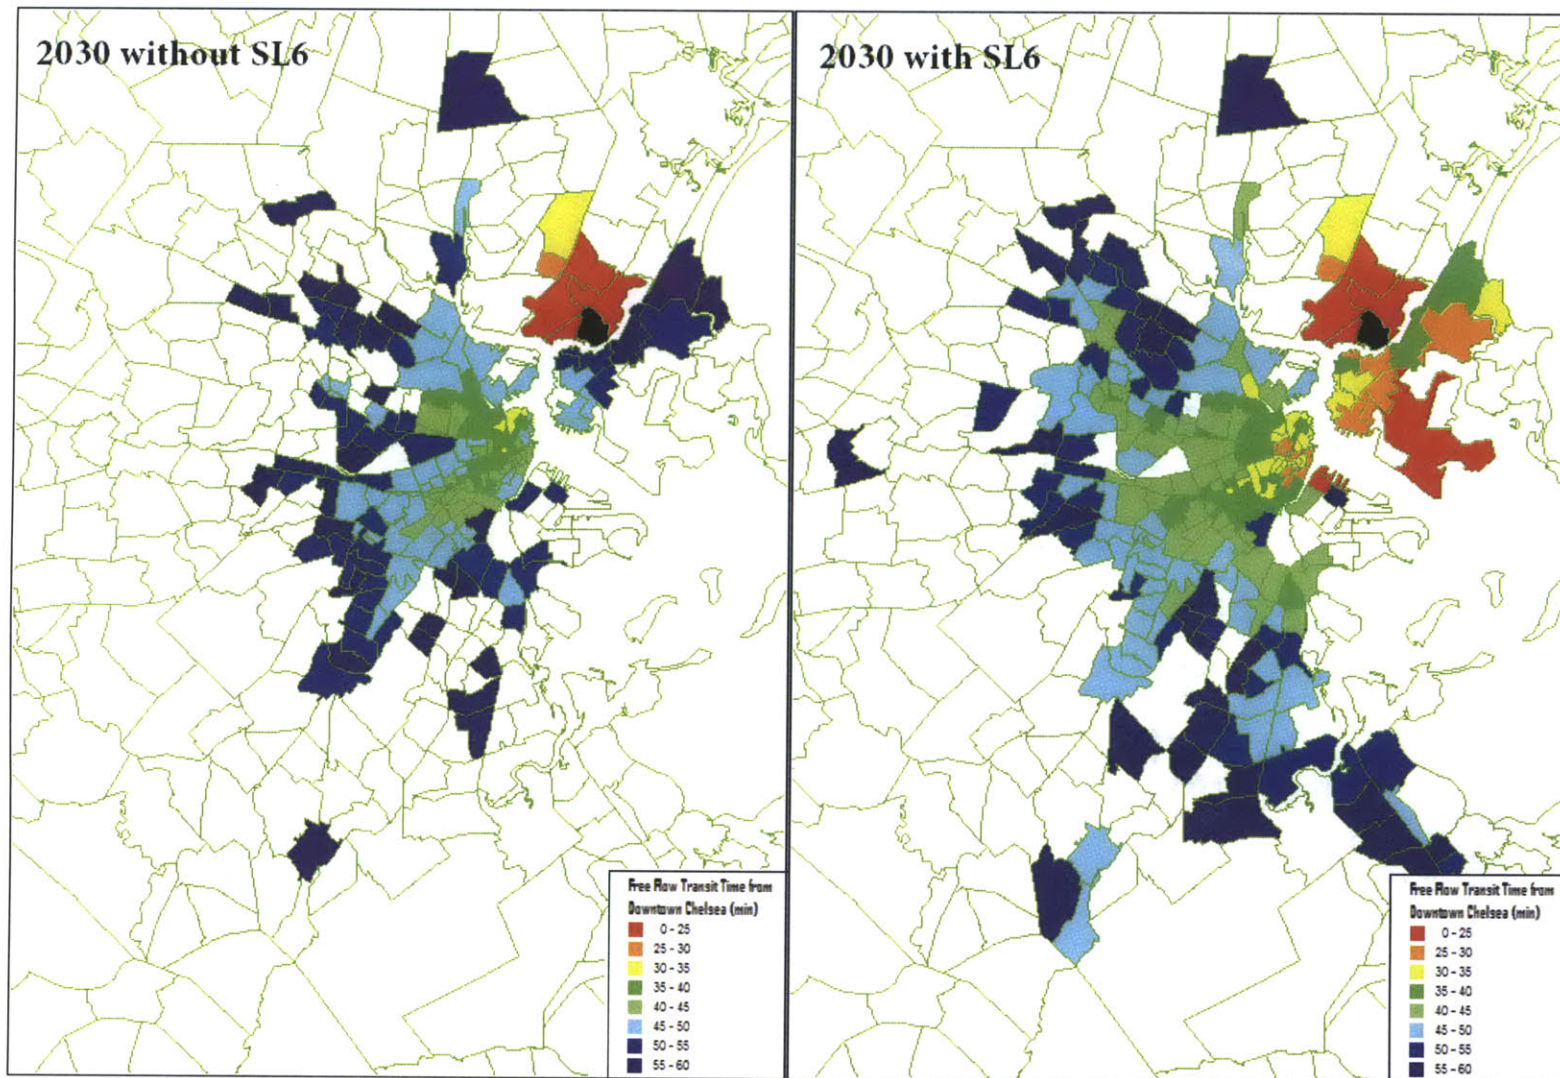 2030 without SL6
2030 with SL6
Free Flow Transit Time from
Downtown Chelsea (min)
0 - 25
25 - 30
30 - 35
35 - 40
40 - 45
45 - 50
50 - 55
55 - 60
Free Flow Transit Time from
Downtown Chelsea (min)
0 - 25
25 - 30
30 - 35
35 - 40
40 - 45
45 - 50
50 - 55
55 - 60